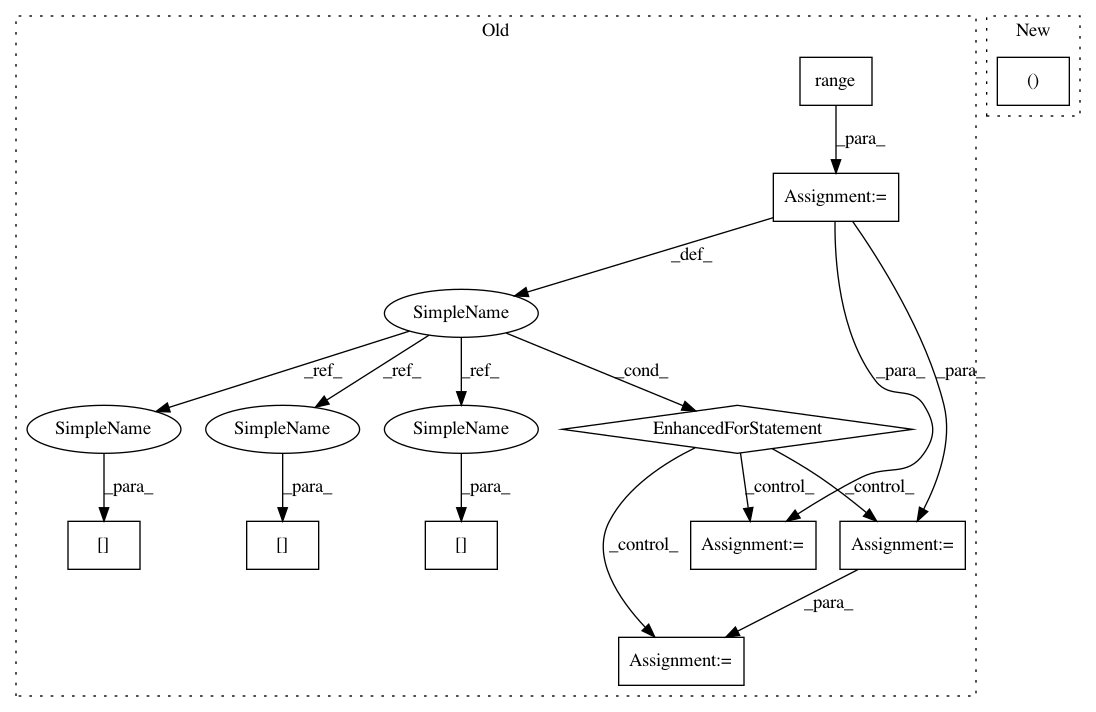 Old
New
range
()
_para_
Assignment:=
_def_
SimpleName
_ref_
_ref_
_ref_
_cond_
_para_
_para_
SimpleName
SimpleName
SimpleName
EnhancedForStatement
_para_
_para_
_para_
_control_
_control_
[]
[]
[]
_control_
Assignment:=
Assignment:=
_para_
Assignment:=